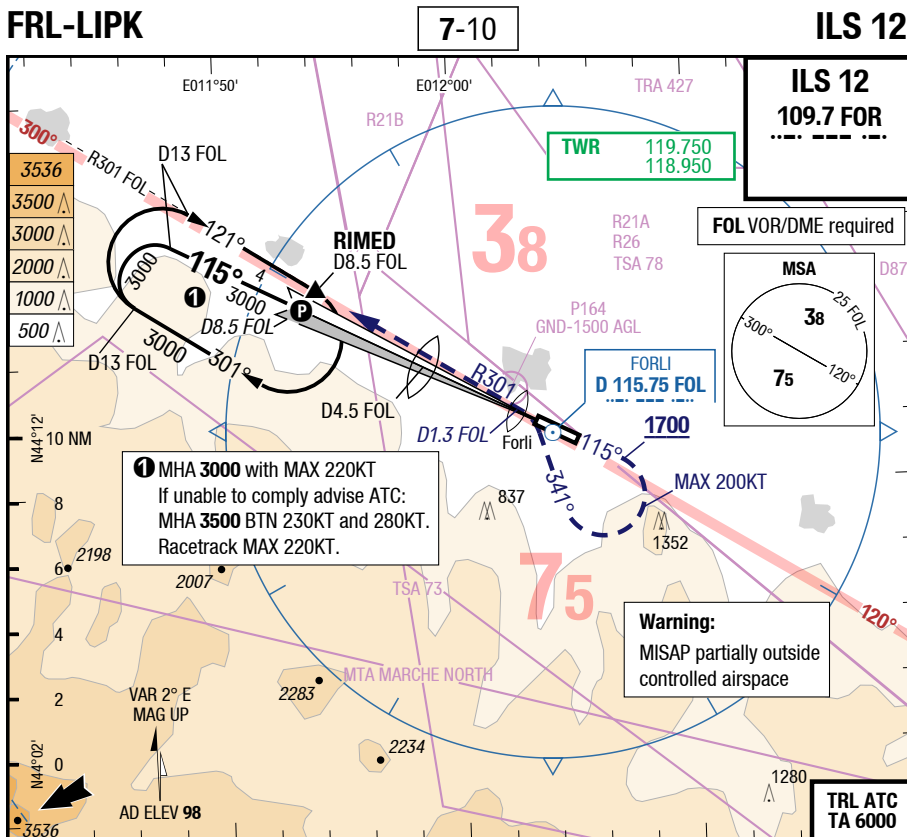 FRL-LIPK
7-10
ILS 12
E011°50'
E012°00'
TRA 427
ILS 12
109.7 FOR
300°
R301 FOL
D13 FOL
R21B
TWR 119.750
118.950
3536
3500
3000
2000
1000
500
121°
115°
3000
3000
4
RIMED
D8.5 FOL
38
R21A
R26
TSA 78
FOL VOR/DME required
D87
MSA
25 FOL
38
300°
120°
75
1
P
D8.5 FOL
P164
GND-1500 AGL
D13 FOL
3000
301°
R301
FORLI
D 115.75 FOL
D4.5 FOL
D1.3 FOL
Forli
115°
1700
N44°12'
10 NM
341°
MAX 200KT
1 MHA 3000 with MAX 220KT
If unable to comply advise ATC:
MHA 3500 BTN 230KT and 280KT.
Racetrack MAX 220KT.
8
837
1352
2198
6
2007
TSA 73
75
120°
Warning:
MISAP partially outside
controlled airspace
4
MTA MARCHE NORTH
2283
2
VAR 2° E
MAG UP
2234
N44°02'
0
1280
AD ELEV 98
3536
TRL ATC
TA 6000